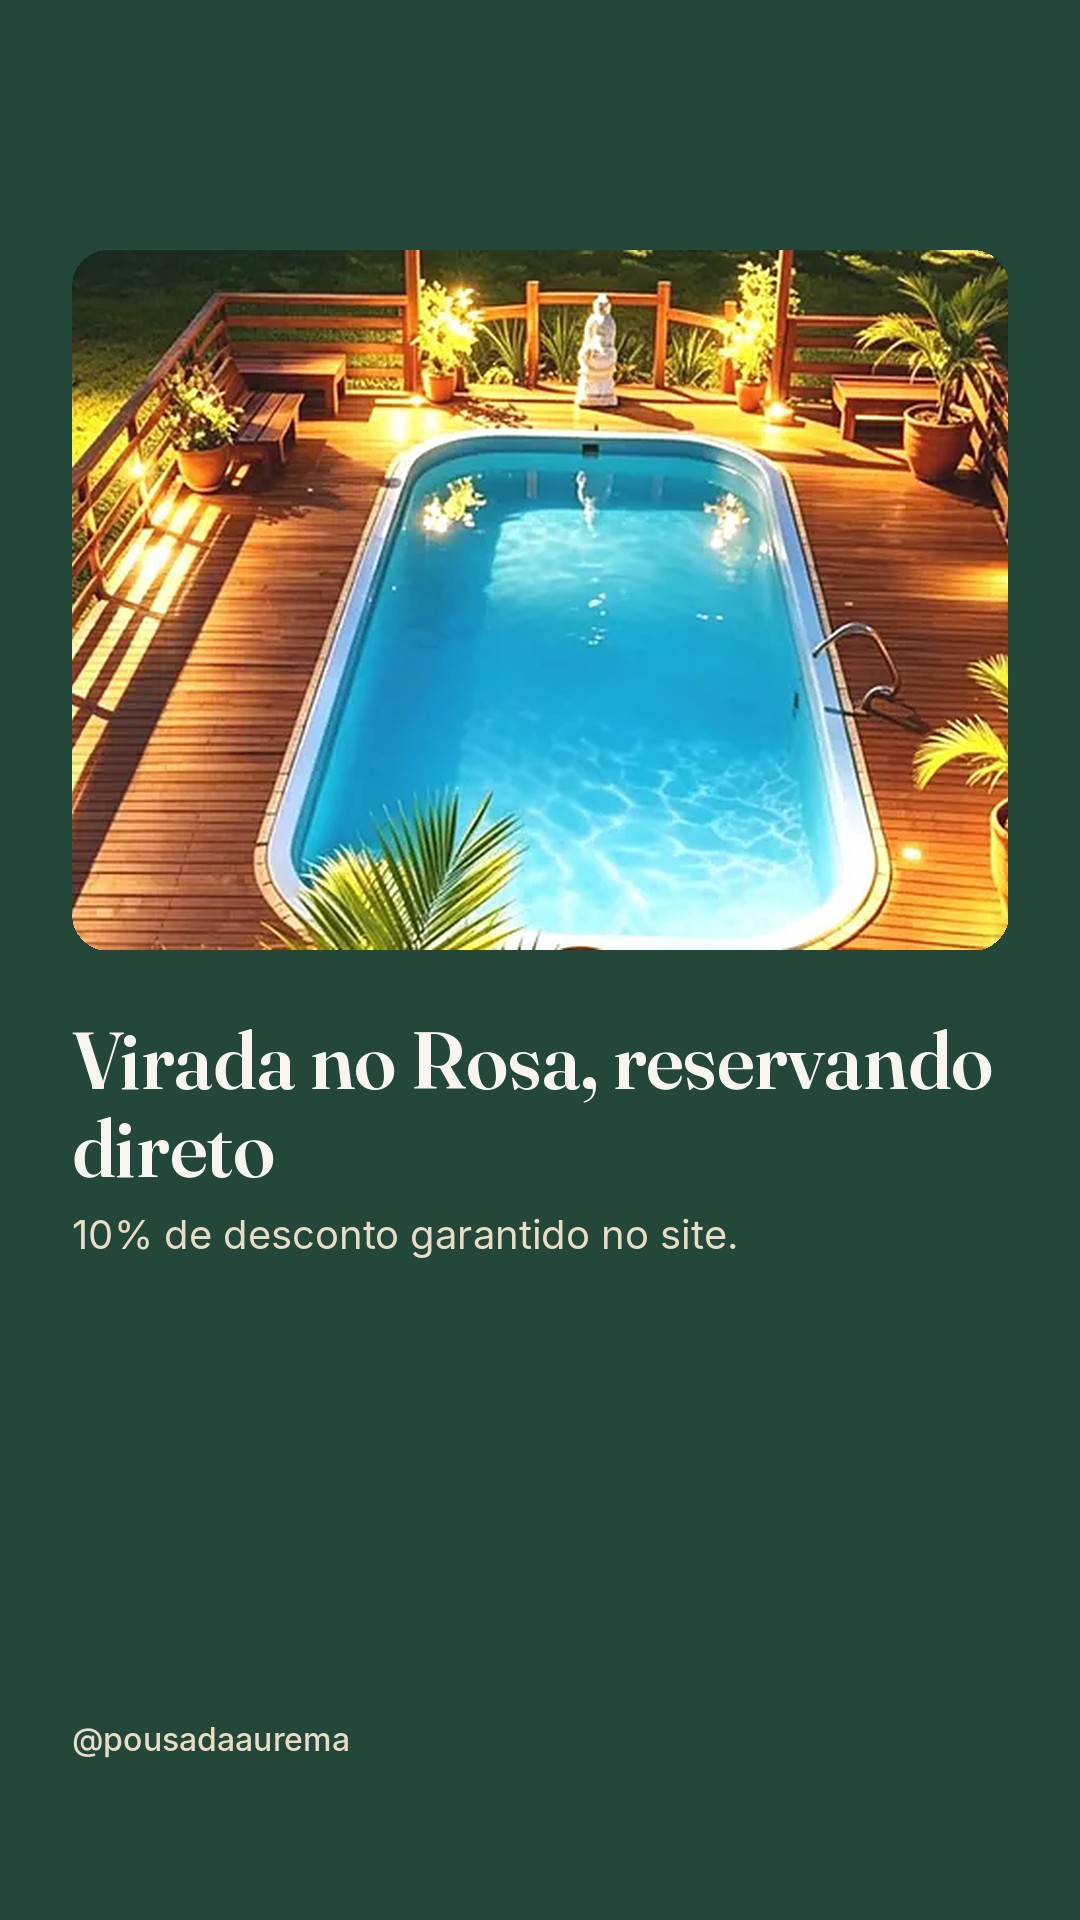 Virada no Rosa, reservando
direto
10% de desconto garantido no site.
@pousadaaurema